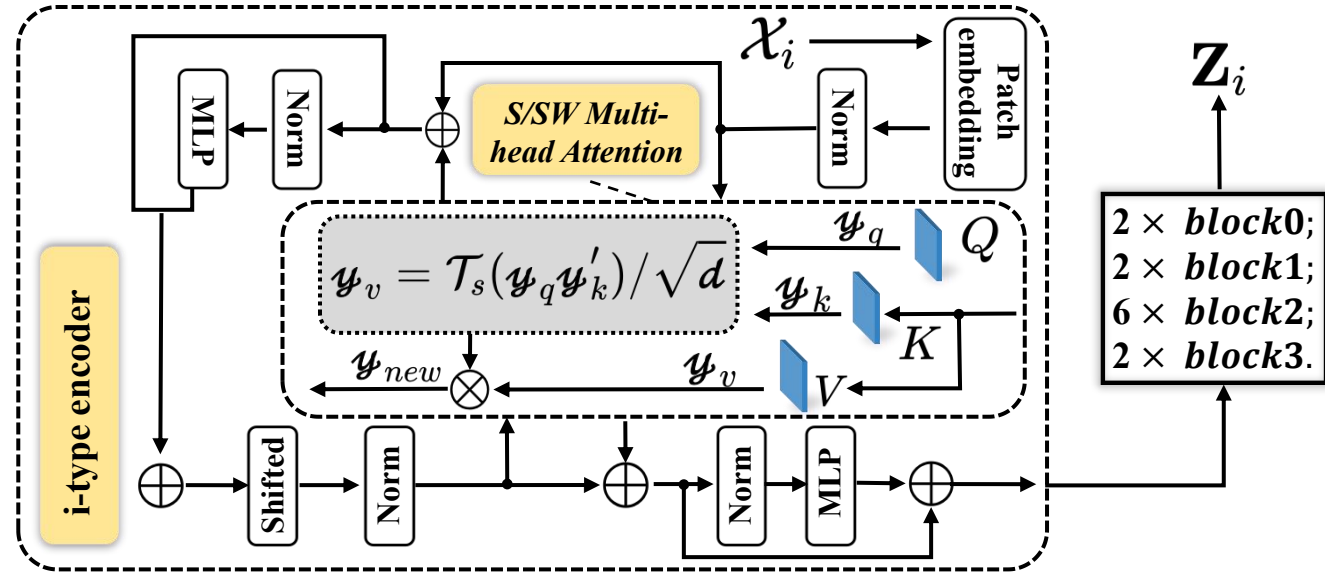 𝒳ᵢ
Patch
embedding
Norm
S/SW Multi-
head Attention
Norm
MLP
Z_i
i-type encoder
𝓎_v = 𝒯_s(𝓎_q𝓎′_k)/√d
𝓎_q
Q
𝓎_k
K
𝓎_v
V
𝓎_new
2 × block0;
2 × block1;
6 × block2;
2 × block3.
Shifted
Norm
Norm
MLP